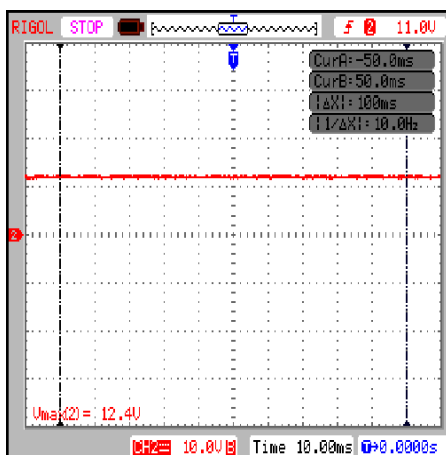 RIGOL STOP T f 2 11.0V
CurA:-50.0ms
CurB:50.0ms
|ΔX|:100ms
|1/ΔX|:10.0Hz
2
Vmax(2)= 12.4V
CH2 10.0V B Time 10.00ms T→0.0000s